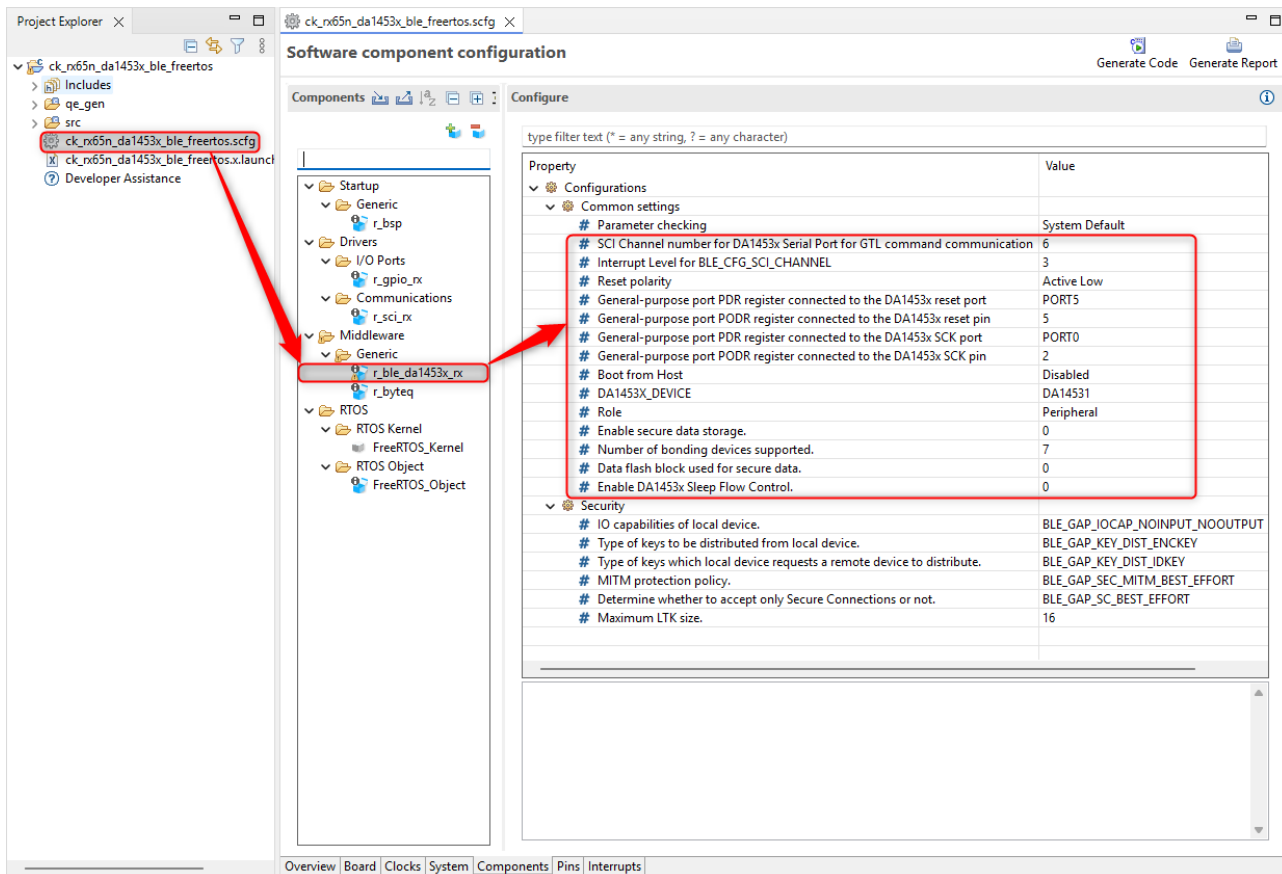 Project Explorer
ck_rx65n_da1453x_ble_freertos
Includes
qe_gen
src
ck_rx65n_da1453x_ble_freertos.scfg
ck_rx65n_da1453x_ble_freertos.x.launch
Developer Assistance
ck_rx65n_da1453x_ble_freertos.scfg
Software component configuration
Generate Code Generate Report
Components
Configure
type filter text (* = any string, ? = any character)
Startup
Generic
r_bsp
Drivers
I/O Ports
r_gpio_rx
Communications
r_sci_rx
Middleware
Generic
r_ble_da1453x_rx
r_byteq
RTOS
RTOS Kernel
FreeRTOS_Kernel
RTOS Object
FreeRTOS_Object
Property Value
Configurations
Common settings
# Parameter checking System Default
# SCI Channel number for DA1453x Serial Port for GTL command communication 6
# Interrupt Level for BLE_CFG_SCI_CHANNEL 3
# Reset polarity Active Low
# General-purpose port PDR register connected to the DA1453x reset port PORT5
# General-purpose port PODR register connected to the DA1453x reset pin 5
# General-purpose port PDR register connected to the DA1453x SCK port PORT0
# General-purpose port PODR register connected to the DA1453x SCK pin 2
# Boot from Host Disabled
# DA1453X_DEVICE DA14531
# Role Peripheral
# Enable secure data storage. 0
# Number of bonding devices supported. 7
# Data flash block used for secure data. 0
# Enable DA1453x Sleep Flow Control. 0
Security
# IO capabilities of local device. BLE_GAP_IOCAP_NOINPUT_NOOUTPUT
# Type of keys to be distributed from local device. BLE_GAP_KEY_DIST_ENCKEY
# Type of keys which local device requests a remote device to distribute. BLE_GAP_KEY_DIST_IDKEY
# MITM protection policy. BLE_GAP_SEC_MITM_BEST_EFFORT
# Determine whether to accept only Secure Connections or not. BLE_GAP_SC_BEST_EFFORT
# Maximum LTK size. 16
Overview Board Clocks System Components Pins Interrupts